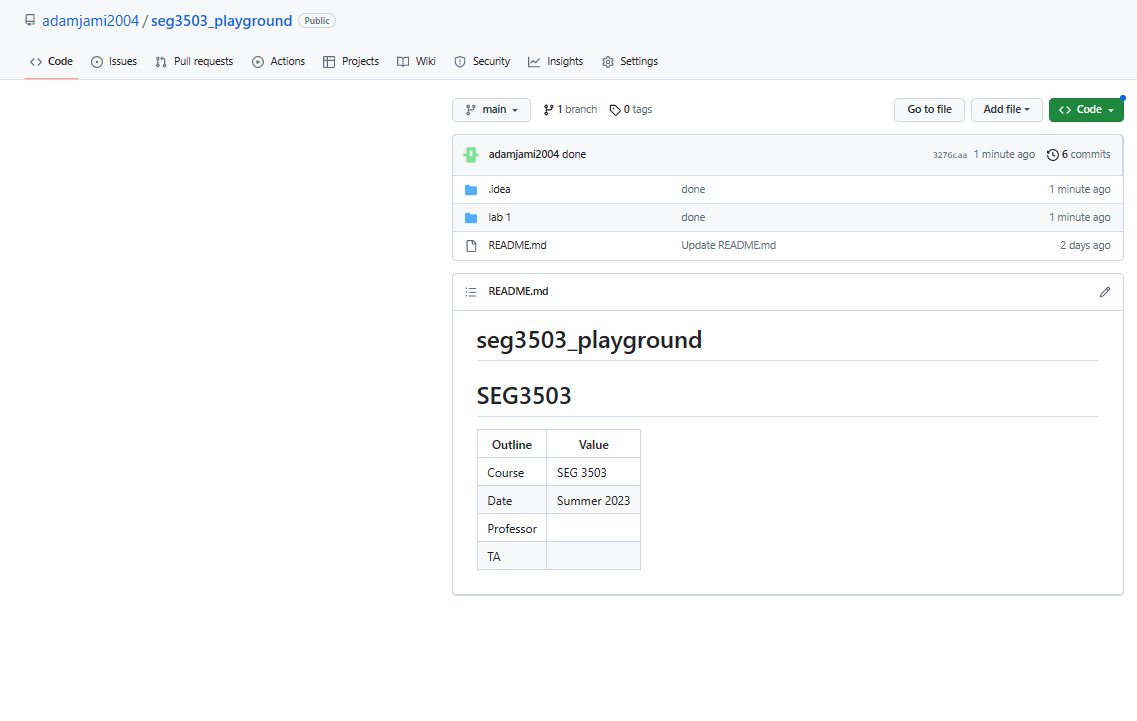 adamjami2004 / seg3503_playground Public
Code Issues Pull requests Actions Projects Wiki Security Insights Settings
main 1 branch 0 tags Go to file Add file Code
adamjami2004 done 3276caa 1 minute ago 6 commits
.idea done 1 minute ago
lab 1 done 1 minute ago
README.md Update README.md 2 days ago
README.md
seg3503_playground
SEG3503
Outline Value
Course SEG 3503
Date Summer 2023
Professor
TA